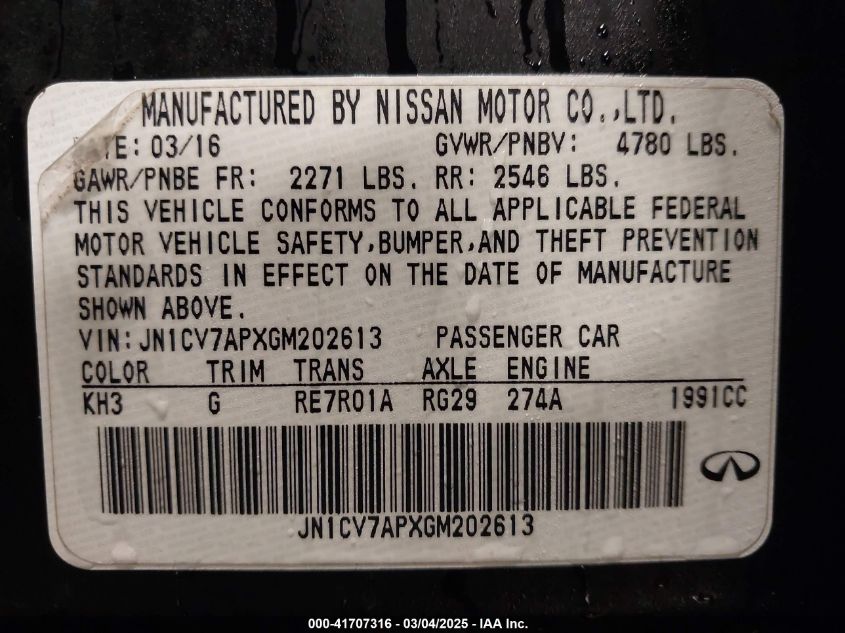 MANUFACTURED BY NISSAN MOTOR CO.,LTD.
TE: 03/16 GVWR/PNBV: 4780 LBS.
GAWR/PNBE FR: 2271 LBS. RR: 2546 LBS.
THIS VEHICLE CONFORMS TO ALL APPLICABLE FEDERAL
MOTOR VEHICLE SAFETY,BUMPER,AND THEFT PREVENTION
STANDARDS IN EFFECT ON THE DATE OF MANUFACTURE
SHOWN ABOVE.
VIN:JN1CV7APXGM202613 PASSENGER CAR
COLOR TRIM TRANS AXLE ENGINE
KH3 G RE7R01A RG29 274A 1991CC
JN1CV7APXGM202613
000-41707316 - 03/04/2025 - IAA Inc.